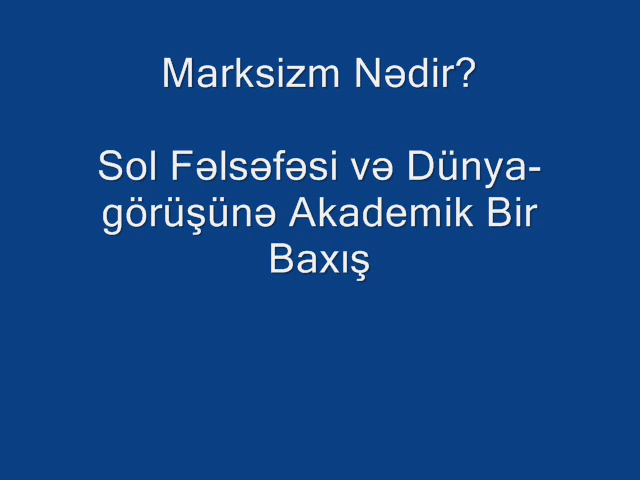 Marksizm Nədir?
Sol Fəlsəfəsi və Dünya-
görüşünə Akademik Bir
Baxış